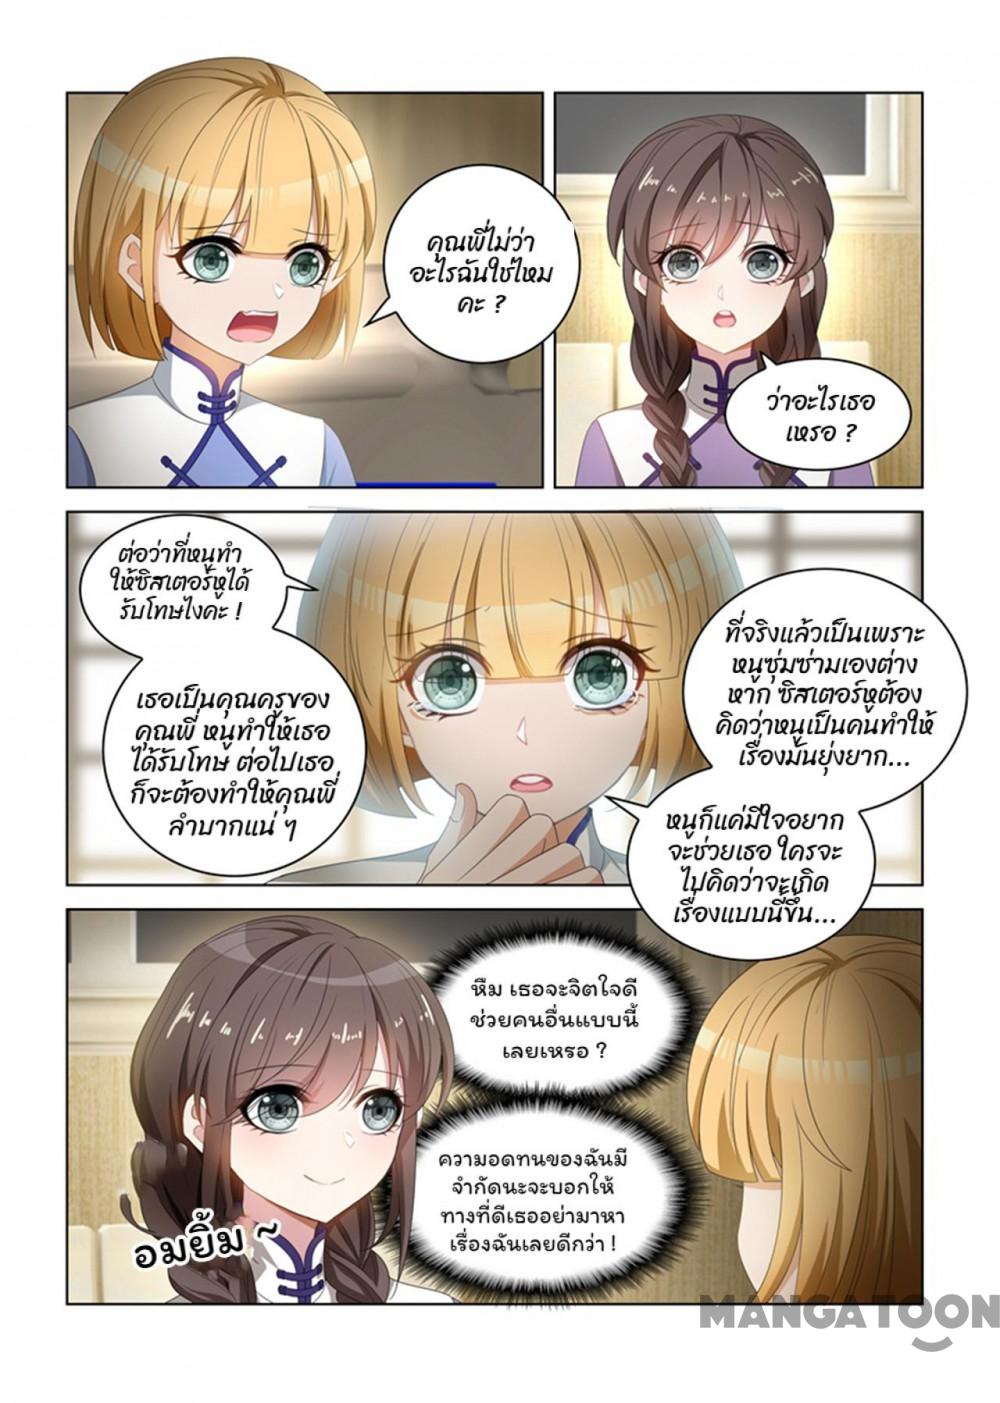 คุณพี่ไม่ว่า
อะไรฉันใช่ไหม
คะ ?
ว่าอะไรเธอ
เหรอ ?
ต่อว่าที่หนูทำ
ให้ซิสเตอร์หูได้
รับโทษไงคะ !
เธอเป็นคุณครูของ
คุณพี่ หนูทำให้เธอ
ได้รับโทษ ต่อไปเธอ
ก็จะต้องทำให้คุณพี่
ลำบากแน่ ๆ
ที่จริงแล้วเป็นเพราะ
หนูซุ่มซ่ามเองต่าง
หาก ซิสเตอร์หูต้อง
คิดว่าหนูเป็นคนทำให้
เรื่องมันยุ่งยาก...
หนูก็แค่มีใจอยาก
จะช่วยเธอ ใครจะ
ไปคิดว่าจะเกิด
เรื่องแบบนี้ขึ้น...
หึม เธอจะจิตใจดี
ช่วยคนอื่นแบบนี้
เลยเหรอ ?
ความอดทนของฉันมี
จำกัดนะจะบอกให้
ทางที่ดีเธออย่ามาหา
เรื่องฉันเลยดีกว่า !
อมยิ้ม ~
MANGATOON